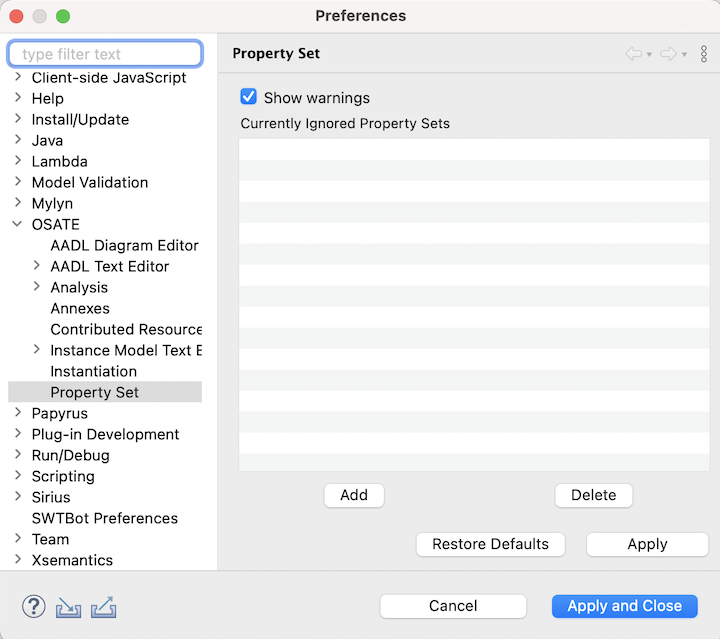 Preferences
type filter text
Client-side JavaScript
Help
Install/Update
Java
Lambda
Model Validation
Mylyn
OSATE
AADL Diagram Editor
AADL Text Editor
Analysis
Annexes
Contributed Resource
Instance Model Text E
Instantiation
Property Set
Papyrus
Plug-in Development
Run/Debug
Scripting
Sirius
SWTBot Preferences
Team
Xsemantics
Property Set
Show warnings
Currently Ignored Property Sets
Add
Delete
Restore Defaults
Apply
?
Cancel
Apply and Close